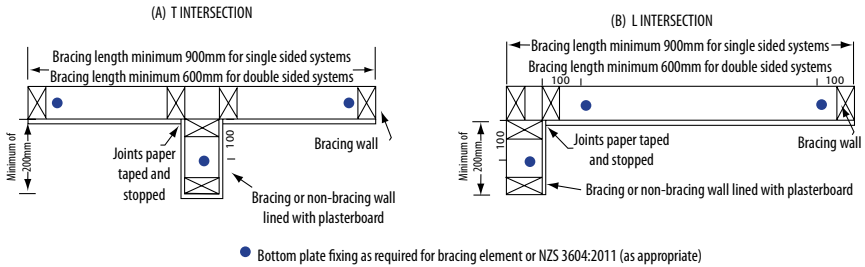 (A) T INTERSECTION
Bracing length minimum 900mm for single sided systems
Bracing length minimum 600mm for double sided systems
Minimum of
200mm
Joints paper
taped and
stopped
100
Bracing wall
Bracing or non-bracing wall
lined with plasterboard
(B) L INTERSECTION
Bracing length minimum 900mm for single sided systems
Bracing length minimum 600mm for double sided systems
100
100
Minimum of
200mm
100
Joints paper taped
and stopped
Bracing wall
Bracing or non-bracing wall lined with plasterboard
Bottom plate fixing as required for bracing element or NZS 3604:2011 (as appropriate)